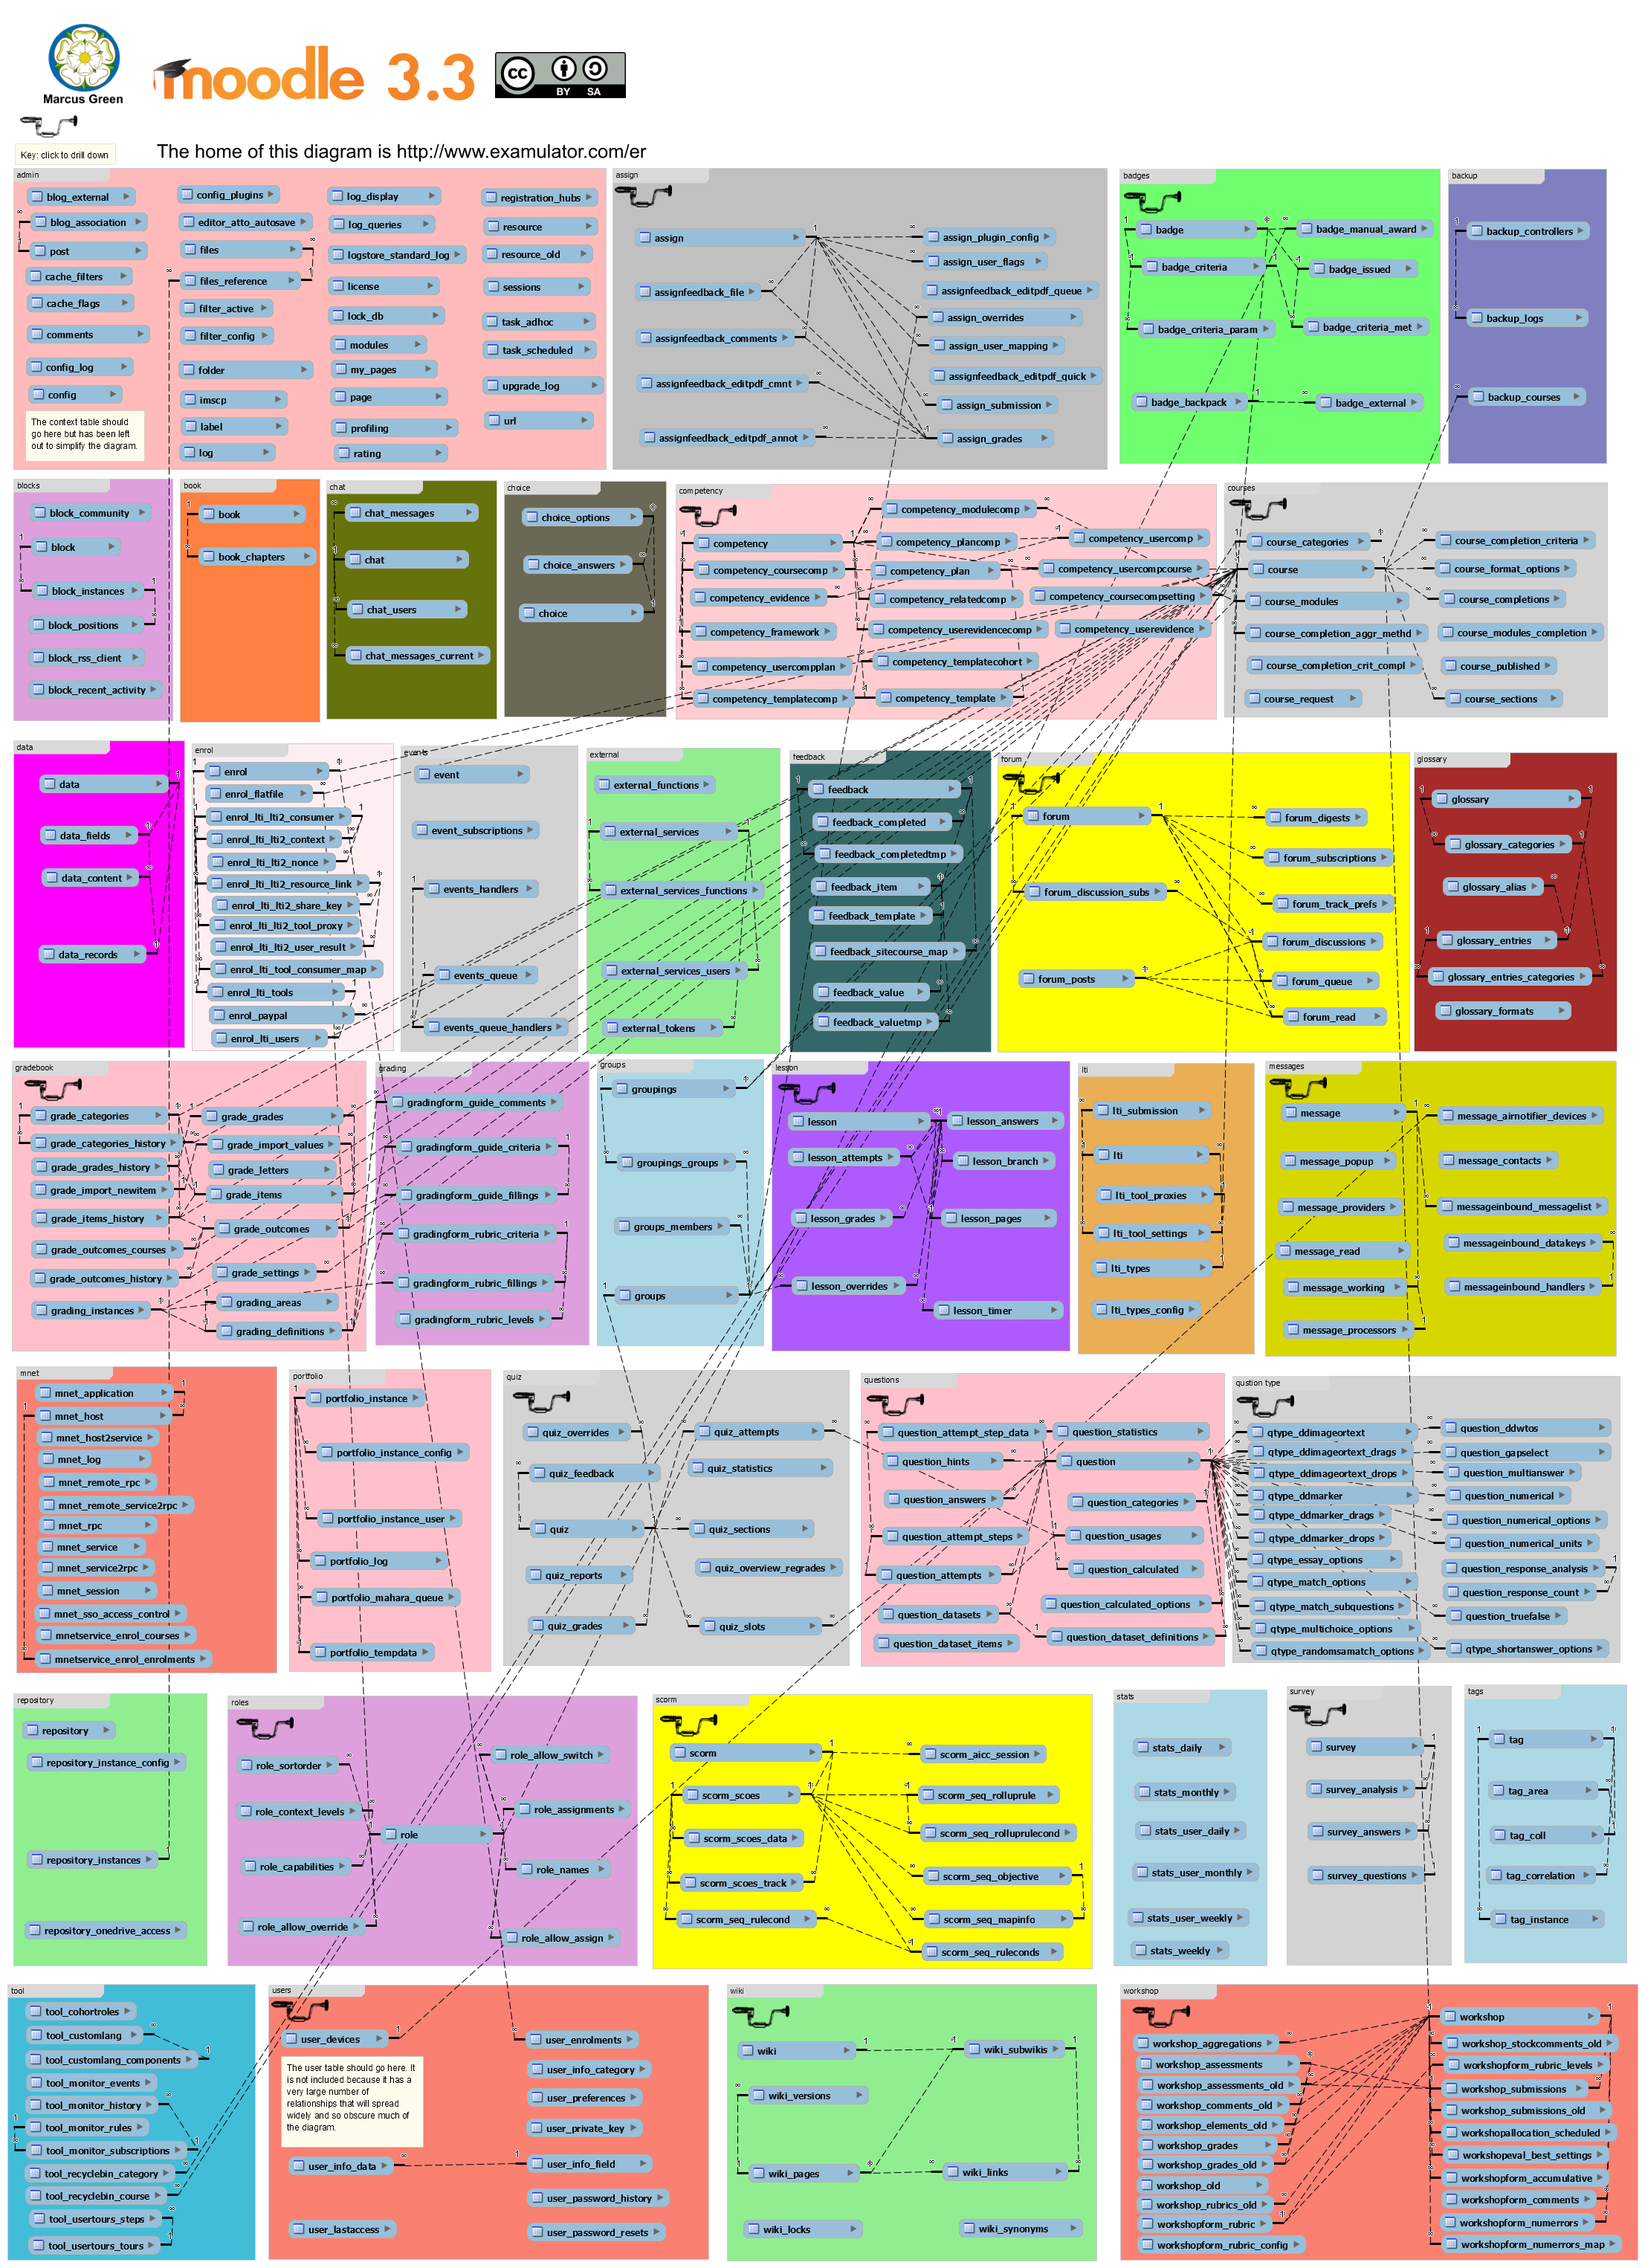 Marcus Green
moodle 3.3
CC BY SA
Key: click to drill down
The home of this diagram is http://www.examulator.com/er
admin
blog_external
blog_association
post
cache_filters
cache_flags
comments
config_log
config
The context table should
go here but has been left
out to simplify the diagram.
config_plugins
editor_atto_autosave
files
files_reference
filter_active
filter_config
folder
imscp
label
log
log_display
log_queries
logstore_standard_log
license
lock_db
modules
my_pages
page
profiling
rating
registration_hubs
resource
resource_old
sessions
task_adhoc
task_scheduled
upgrade_log
url
assign
assign
assignfeedback_file
assignfeedback_comments
assignfeedback_editpdf_cmnt
assignfeedback_editpdf_annot
assign_plugin_config
assign_user_flags
assignfeedback_editpdf_queue
assign_overrides
assign_user_mapping
assignfeedback_editpdf_quick
assign_submission
assign_grades
badges
badge
badge_criteria
badge_criteria_param
badge_backpack
badge_manual_award
badge_issued
badge_criteria_met
badge_external
backup
backup_controllers
backup_logs
backup_courses
blocks
block_community
block
block_instances
block_positions
block_rss_client
block_recent_activity
book
book
book_chapters
chat
chat_messages
chat
chat_users
chat_messages_current
choice
choice_options
choice_answers
choice
competency
competency
competency_coursecomp
competency_evidence
competency_framework
competency_usercompplan
competency_templatecomp
competency_modulecomp
competency_plancomp
competency_plan
competency_relatedcomp
competency_userevidencecomp
competency_templatecohort
competency_template
competency_usercomp
competency_usercompcourse
competency_coursecompsetting
competency_userevidence
courses
course_categories
course
course_modules
course_completion_aggr_methd
course_completion_crit_compl
course_request
course_completion_criteria
course_format_options
course_completions
course_modules_completion
course_published
course_sections
data
data
data_fields
data_content
data_records
enrol
enrol
enrol_flatfile
enrol_lti_lti2_consumer
enrol_lti_lti2_context
enrol_lti_lti2_nonce
enrol_lti_lti2_resource_link
enrol_lti_lti2_share_key
enrol_lti_lti2_tool_proxy
enrol_lti_lti2_user_result
enrol_lti_tool_consumer_map
enrol_lti_tools
enrol_paypal
enrol_lti_users
events
event
event_subscriptions
events_handlers
events_queue
events_queue_handlers
external
external_functions
external_services
external_services_functions
external_services_users
external_tokens
feedback
feedback
feedback_completed
feedback_completedtmp
feedback_item
feedback_template
feedback_sitecourse_map
feedback_value
feedback_valuetmp
forum
forum
forum_discussion_subs
forum_posts
forum_digests
forum_subscriptions
forum_track_prefs
forum_discussions
forum_queue
forum_read
glossary
glossary
glossary_categories
glossary_alias
glossary_entries
glossary_entries_categories
glossary_formats
gradebook
grade_categories
grade_categories_history
grade_grades_history
grade_import_newitem
grade_items_history
grade_outcomes_courses
grade_outcomes_history
grading_instances
grade_grades
grade_import_values
grade_letters
grade_items
grade_outcomes
grade_settings
grading_areas
grading_definitions
grading
gradingform_guide_comments
gradingform_guide_criteria
gradingform_guide_fillings
gradingform_rubric_criteria
gradingform_rubric_fillings
gradingform_rubric_levels
groups
groupings
groupings_groups
groups_members
groups
lesson
lesson
lesson_attempts
lesson_grades
lesson_overrides
lesson_answers
lesson_branch
lesson_pages
lesson_timer
lti
lti_submission
lti
lti_tool_proxies
lti_tool_settings
lti_types
lti_types_config
messages
message
message_popup
message_providers
message_read
message_working
message_processors
message_airnotifier_devices
message_contacts
messageinbound_messagelist
messageinbound_datakeys
messageinbound_handlers
mnet
mnet_application
mnet_host
mnet_host2service
mnet_log
mnet_remote_rpc
mnet_remote_service2rpc
mnet_rpc
mnet_service
mnet_service2rpc
mnet_session
mnet_sso_access_control
mnetservice_enrol_courses
mnetservice_enrol_enrolments
portfolio
portfolio_instance
portfolio_instance_config
portfolio_instance_user
portfolio_log
portfolio_mahara_queue
portfolio_tempdata
quiz
quiz_overrides
quiz_feedback
quiz
quiz_reports
quiz_grades
quiz_attempts
quiz_statistics
quiz_sections
quiz_overview_regrades
quiz_slots
questions
question_attempt_step_data
question_hints
question_answers
question_attempt_steps
question_attempts
question_datasets
question_dataset_items
question_statistics
question
question_categories
question_usages
question_calculated
question_calculated_options
question_dataset_definitions
qustion type
qtype_ddimageortext
qtype_ddimageortext_drags
qtype_ddimageortext_drops
qtype_ddmarker
qtype_ddmarker_drags
qtype_ddmarker_drops
qtype_essay_options
qtype_match_options
qtype_match_subquestions
qtype_multichoice_options
qtype_randomsamatch_options
question_ddwtos
question_gapselect
question_multianswer
question_numerical
question_numerical_options
question_numerical_units
question_response_analysis
question_response_count
question_truefalse
qtype_shortanswer_options
repository
repository
repository_instance_config
repository_instances
repository_onedrive_access
roles
role_sortorder
role_context_levels
role_capabilities
role_allow_override
role
role_allow_switch
role_assignments
role_names
role_allow_assign
scorm
scorm
scorm_scoes
scorm_scoes_data
scorm_scoes_track
scorm_seq_rulecond
scorm_aicc_session
scorm_seq_rolluprule
scorm_seq_rolluprulecond
scorm_seq_objective
scorm_seq_mapinfo
scorm_seq_ruleconds
stats
stats_daily
stats_monthly
stats_user_daily
stats_user_monthly
stats_user_weekly
stats_weekly
survey
survey
survey_analysis
survey_answers
survey_questions
tags
tag
tag_area
tag_coll
tag_correlation
tag_instance
tool
tool_cohortroles
tool_customlang
tool_customlang_components
tool_monitor_events
tool_monitor_history
tool_monitor_rules
tool_monitor_subscriptions
tool_recyclebin_category
tool_recyclebin_course
tool_usertours_steps
tool_usertours_tours
users
user_devices
The user table should go here. It
is not included because it has a
very large number of
relationships that will spread
widely and so obscure much of
the diagram.
user_info_data
user_lastaccess
user_enrolments
user_info_category
user_preferences
user_private_key
user_info_field
user_password_history
user_password_resets
wiki
wiki
wiki_versions
wiki_pages
wiki_locks
wiki_subwikis
wiki_links
wiki_synonyms
workshop
workshop_aggregations
workshop_assessments
workshop_assessments_old
workshop_comments_old
workshop_elements_old
workshop_grades
workshop_grades_old
workshop_old
workshop_rubrics_old
workshopform_rubric
workshopform_rubric_config
workshop
workshop_stockcomments_old
workshopform_rubric_levels
workshop_submissions
workshop_submissions_old
workshopallocation_scheduled
workshopeval_best_settings
workshopform_accumulative
workshopform_comments
workshopform_numerrors
workshopform_numerrors_map